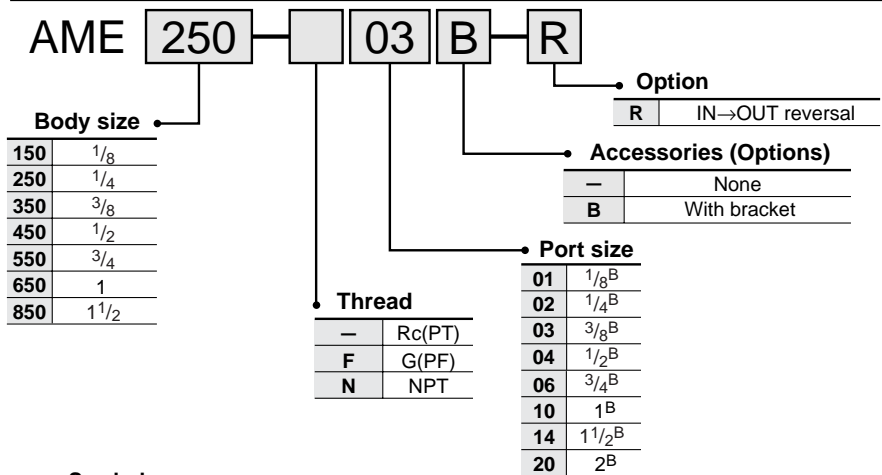 AME 250 — 03 B — R
Option
R IN→OUT reversal
Body size
150 1/8
250 1/4
350 3/8
450 1/2
550 3/4
650 1
850 1 1/2
Accessories (Options)
— None
B With bracket
Port size
01 1/8B
02 1/4B
03 3/8B
04 1/2B
06 3/4B
10 1B
14 1 1/2B
20 2B
Thread
— Rc(PT)
F G(PF)
N NPT